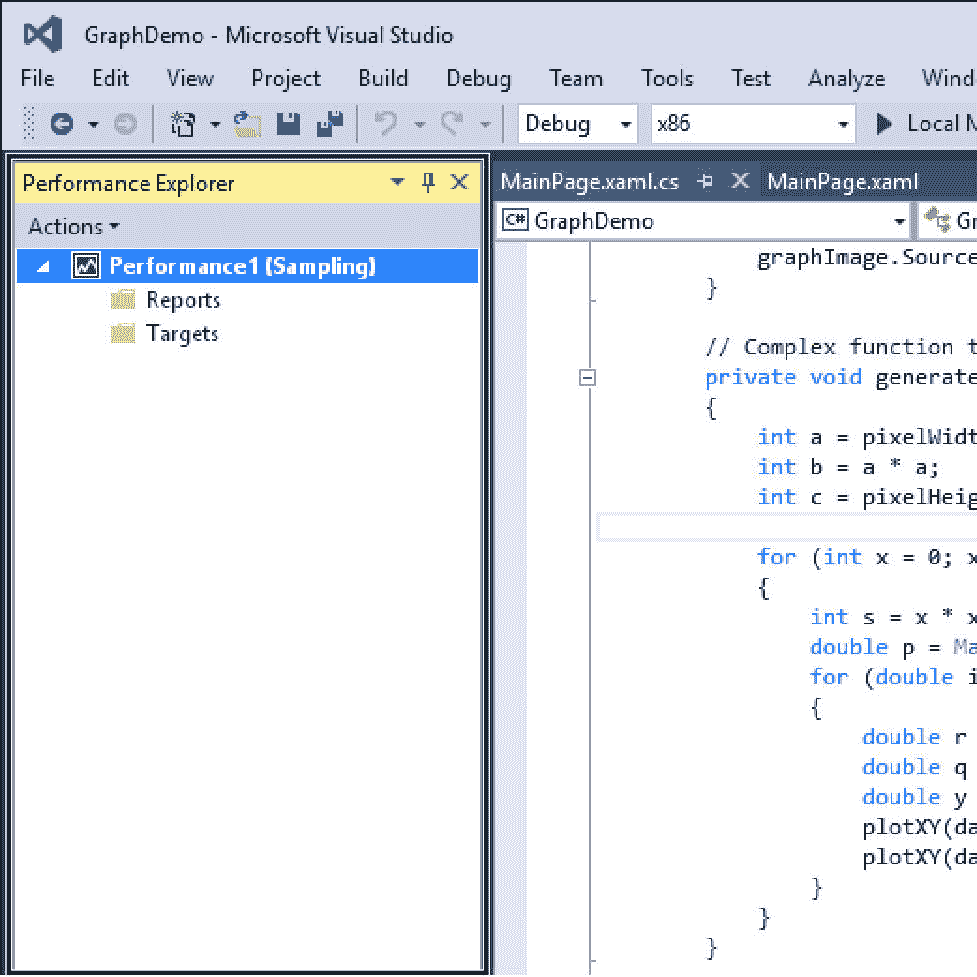 GraphDemo - Microsoft Visual Studio
File Edit View Project Build Debug Team Tools Test Analyze Wind
Debug x86 Local
Performance Explorer
Actions
Performance1 (Sampling)
Reports
Targets
MainPage.xaml.cs MainPage.xaml
C# GraphDemo Gr
graphImage.Source
}
// Complex function t
private void generate
{
int a = pixelWidt
int b = a * a;
int c = pixelHeig
for (int x = 0; x
{
int s = x * x
double p = Ma
for (double i
{
double r
double q
double y
plotXY(da
plotXY(da
}
}
}